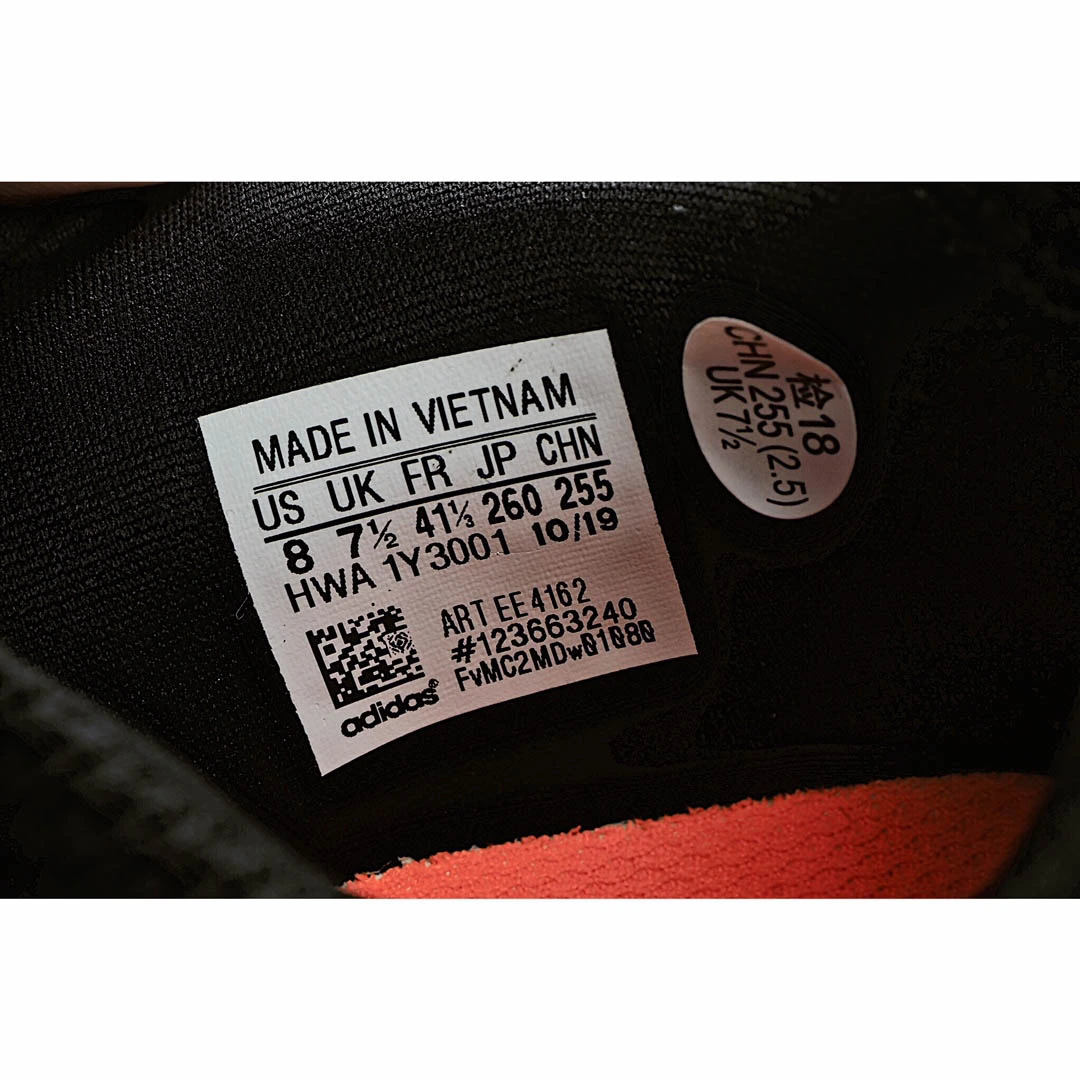 MADE IN VIETNAM
US UK FR JP CHN
8 7½ 41⅓ 260 255
HWA 1Y3001 10/19
ART EE4162
#123663240
FvMC2MDwQ1Q8Q
adidas®
检18
CHN 255 (2.5)
UK 7½